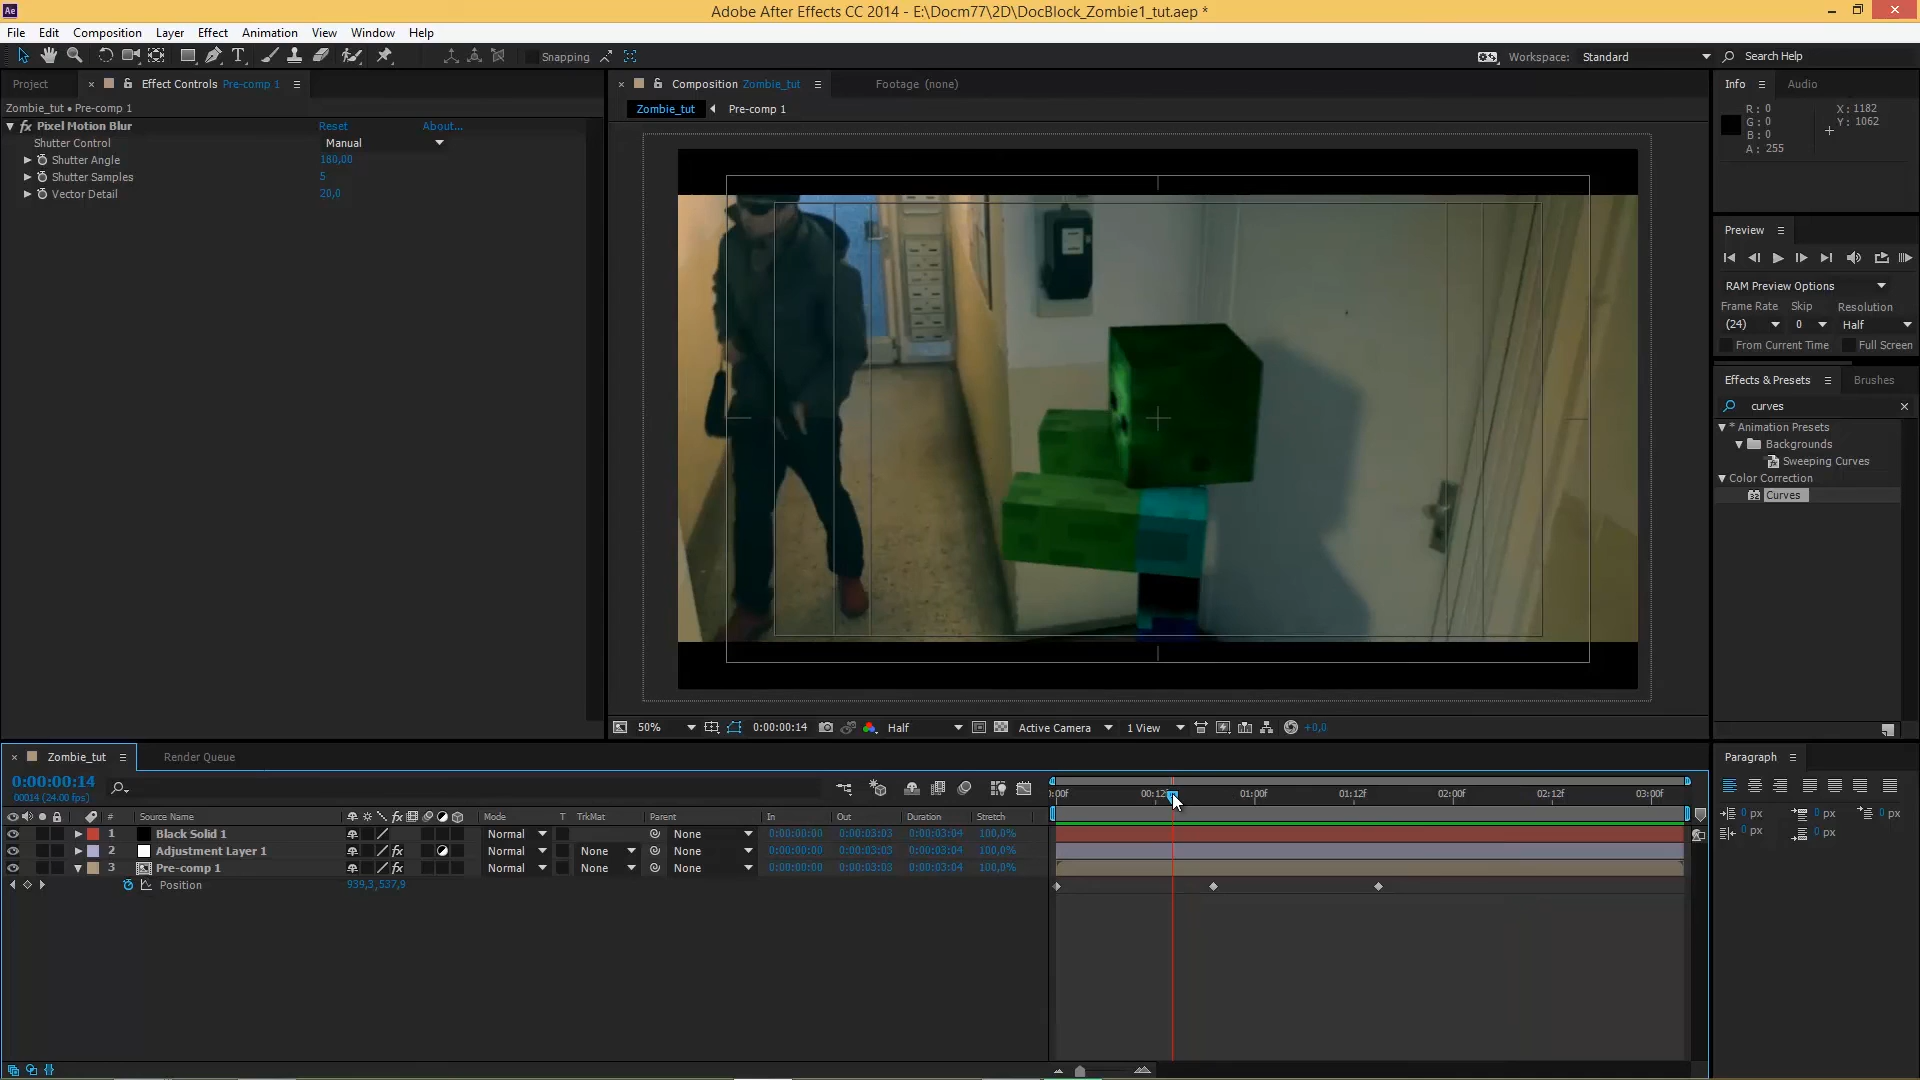 Ae Adobe After Effects CC 2014 - E:\Docm77\2D\DocBlock_Zombie1_tut.aep *
File Edit Composition Layer Effect Animation View Window Help
Snapping Workspace: Standard Search Help
Project Effect Controls Pre-comp 1
Zombie_tut • Pre-comp 1
fx Pixel Motion Blur Reset About...
Shutter Control Manual
Shutter Angle 180,00
Shutter Samples 5
Vector Detail 20,0
Composition Zombie_tut Footage (none)
Zombie_tut Pre-comp 1
50% 0:00:00:14 Half Active Camera 1 View +0,0
Info Audio
R: 0 X: 1182
G: 0 Y: 1062
B: 0
A: 255
Preview
RAM Preview Options
Frame Rate Skip Resolution
(24) 0 Half
From Current Time Full Screen
Effects & Presets Brushes
curves
* Animation Presets
Backgrounds
Sweeping Curves
Color Correction
32 Curves
Zombie_tut Render Queue
0:00:00:14
00014 (24.00 fps)
:00f 00:12f 01:00f 01:12f 02:00f 02:12f 03:00f
# Source Name fx Mode T TrkMat Parent In Out Duration Stretch
1 Black Solid 1 Normal None 0:00:00:00 0:00:03:03 0:00:03:04 100,0%
2 Adjustment Layer 1 fx Normal None None 0:00:00:00 0:00:03:03 0:00:03:04 100,0%
3 Pre-comp 1 fx Normal None None 0:00:00:00 0:00:03:03 0:00:03:04 100,0%
Position 939,3,537,9
Paragraph
0 px 0 px 0 px
0 px 0 px